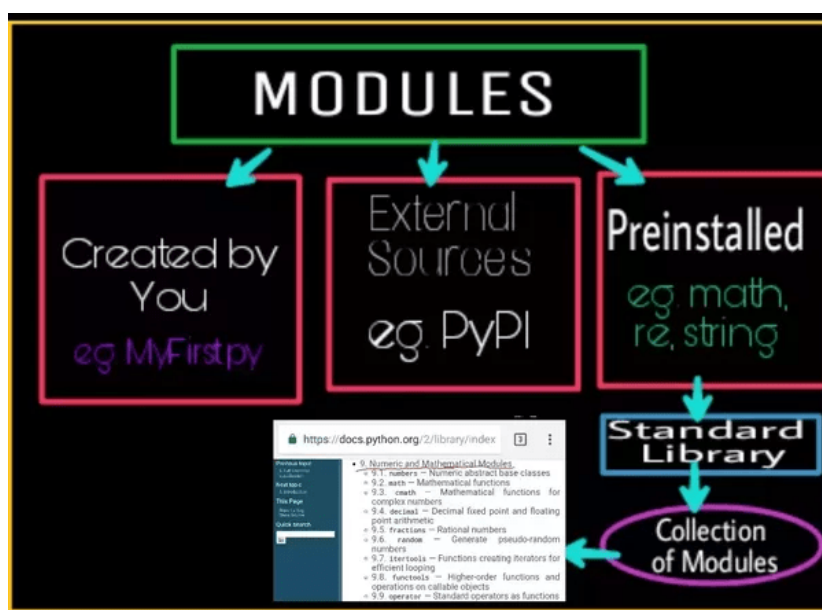 MODULES
Created by
You
eg MyFirst.py
External
Sources
eg. PyPI
Preinstalled
eg. math,
re, string
Standard
Library
Collection
of Modules
https://docs.python.org/2/library/index
3
Next topic
This Page
Quick search
• 9. Numeric and Mathematical Modules
9.1. numbers — Numeric abstract base classes
9.2. math — Mathematical functions
9.3. cmath — Mathematical functions for
complex numbers
9.4. decimal — Decimal fixed point and floating
point arithmetic
9.5. fractions — Rational numbers
9.6. random — Generate pseudo-random
numbers
9.7. itertools — Functions creating iterators for
efficient looping
9.8. functools — Higher-order functions and
operations on callable objects
9.9. operator — Standard operators as functions